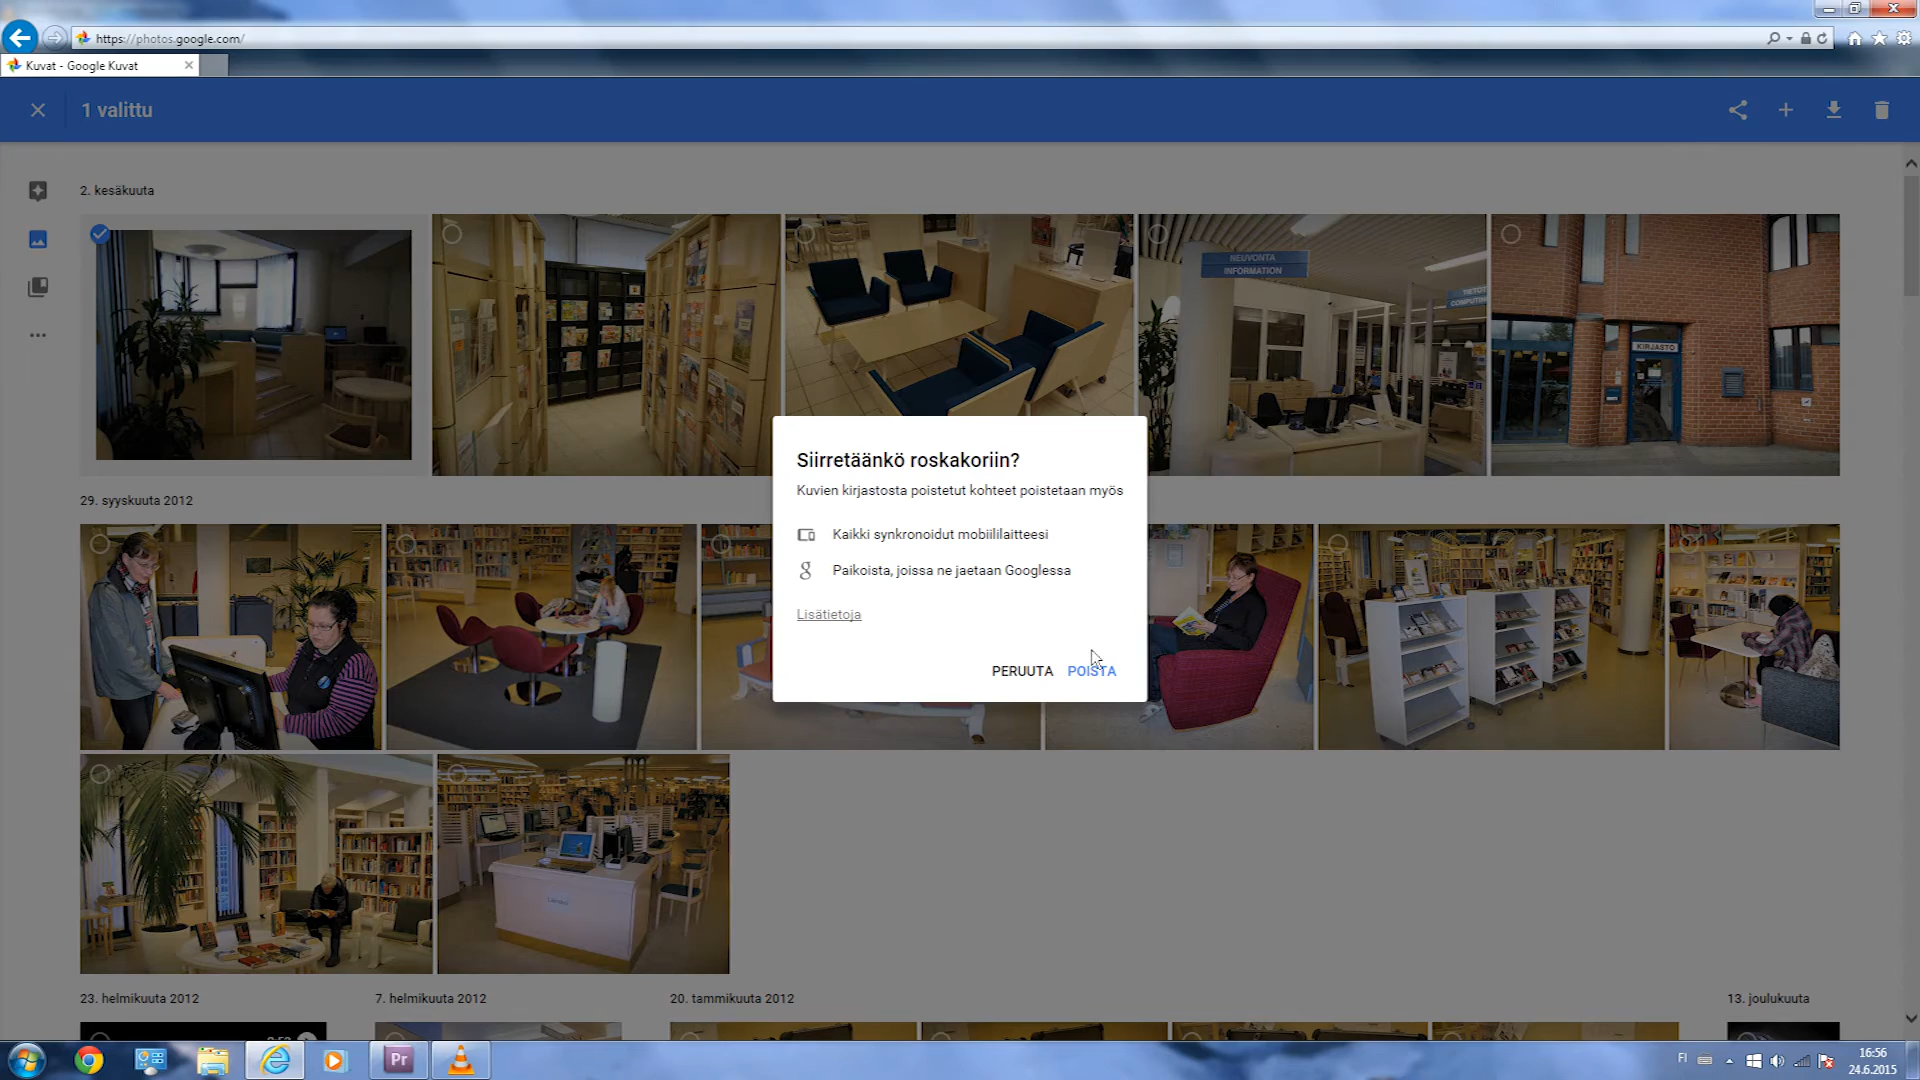 https://photos.google.com/
Kuvat - Google Kuvat
1 valittu
2. kesäkuuta
NEUVONTA
INFORMATION
KIRJASTO
29. syyskuuta 2012
Siirretäänkö roskakoriin?
Kuvien kirjastosta poistetut kohteet poistetaan myös
Kaikki synkronoidut mobiililaitteesi
Paikoista, joissa ne jaetaan Googlessa
Lisätietoja
PERUUTA POISTA
23. helmikuuta 2012
7. helmikuuta 2012
20. tammikuuta 2012
13. joulukuuta
Pr
FI
16:56
24.6.2015